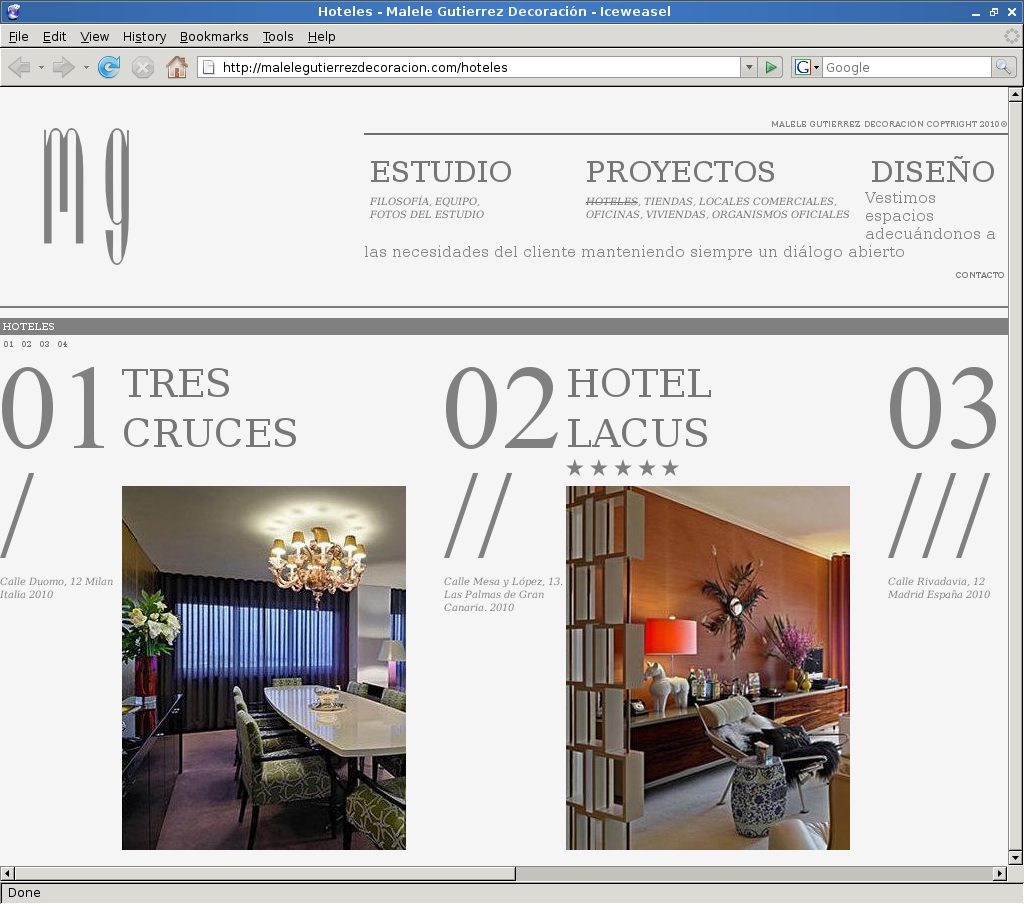 Hoteles - Malele Gutierrez Decoración - Iceweasel
File Edit View History Bookmarks Tools Help
http://malelegutierrezdecoracion.com/hoteles
G Google
MALELE GUTIERREZ DECORACIÓN COPYRIGHT 2010©
m g
ESTUDIO
FILOSOFÍA, EQUIPO,
FOTOS DEL ESTUDIO
PROYECTOS
HOTELES, TIENDAS, LOCALES COMERCIALES,
OFICINAS, VIVIENDAS, ORGANISMOS OFICIALES
DISEÑO
Vestimos
espacios
adecuándonos a
las necesidades del cliente manteniendo siempre un diálogo abierto
CONTACTO
HOTELES
01 02 03 04
01 TRES
CRUCES
/
Calle Duomo, 12 Milan
Italia 2010
02 HOTEL
LACUS
★★★★★
//
Calle Mesa y López, 13.
Las Palmas de Gran
Canaria. 2010
03
///
Calle Rivadavia, 12
Madrid España 2010
Done